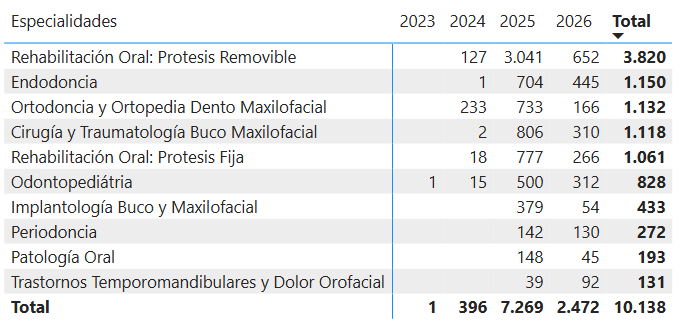 Especialidades 2023 2024 2025 2026 Total
Rehabilitación Oral: Protesis Removible 127 3.041 652 3.820
Endodoncia 1 704 445 1.150
Ortodoncia y Ortopedia Dento Maxilofacial 233 733 166 1.132
Cirugía y Traumatología Buco Maxilofacial 2 806 310 1.118
Rehabilitación Oral: Protesis Fija 18 777 266 1.061
Odontopediátria 1 15 500 312 828
Implantología Buco y Maxilofacial 379 54 433
Periodoncia 142 130 272
Patología Oral 148 45 193
Trastornos Temporomandibulares y Dolor Orofacial 39 92 131
Total 1 396 7.269 2.472 10.138